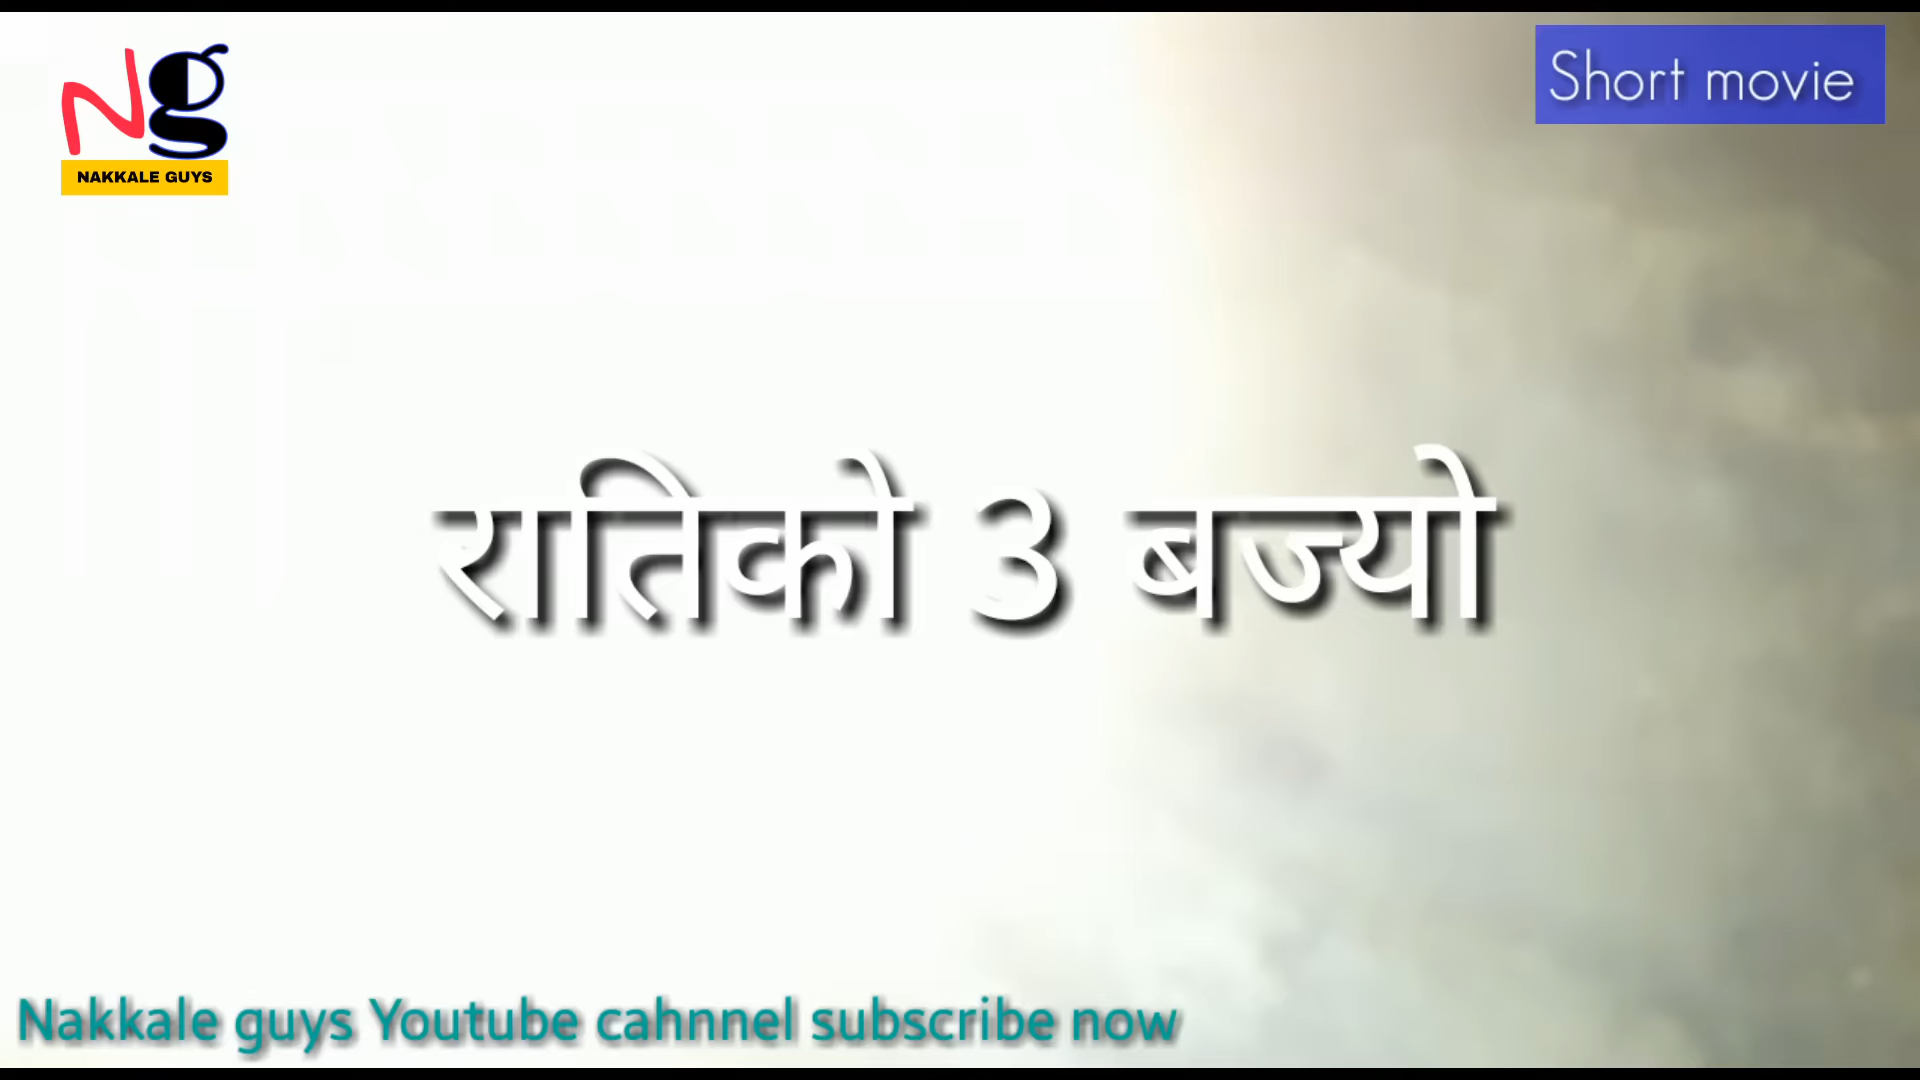 Ng
NAKKALE GUYS
Short movie
रातिको 3 बज्यो
Nakkale guys Youtube cahnnel subscribe now